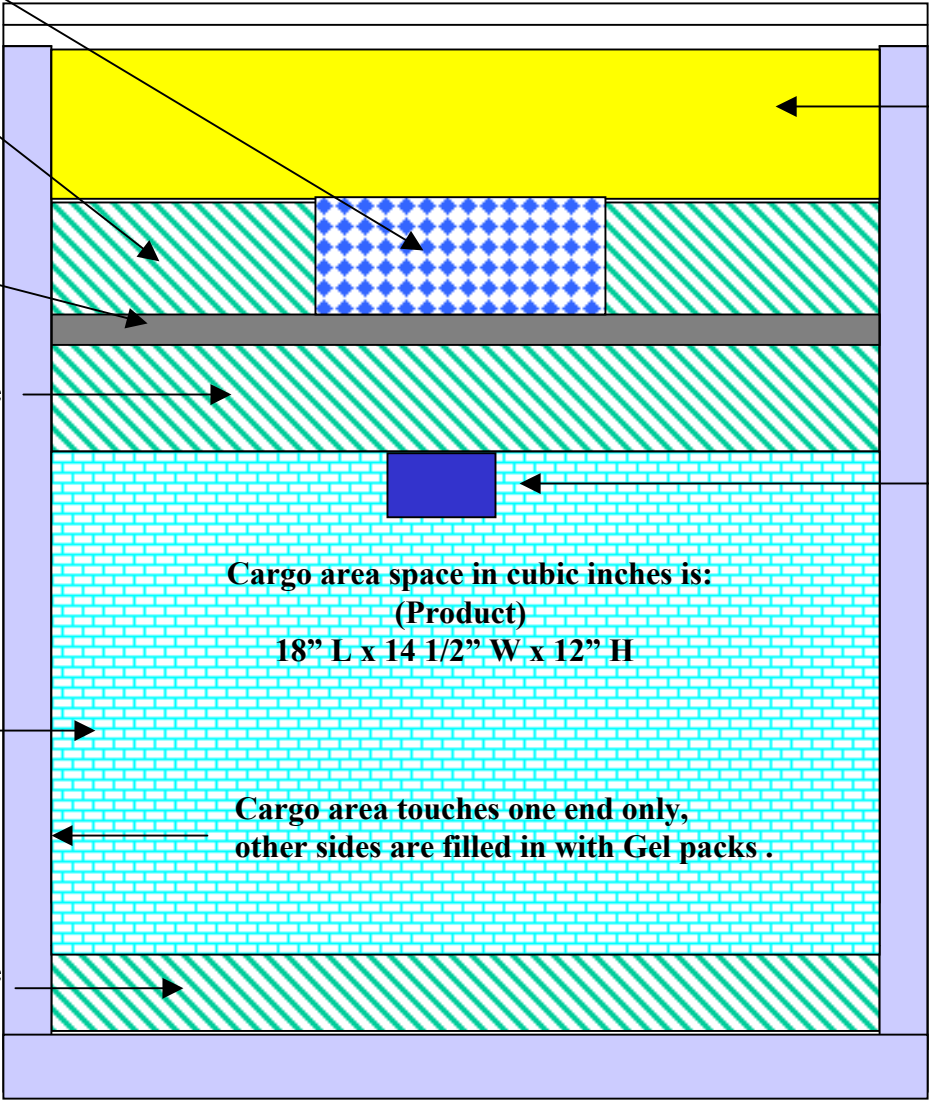 Cargo area space in cubic inches is:
(Product)
18” L x 14 1/2” W x 12” H
Cargo area touches one end only,
other sides are filled in with Gel packs .